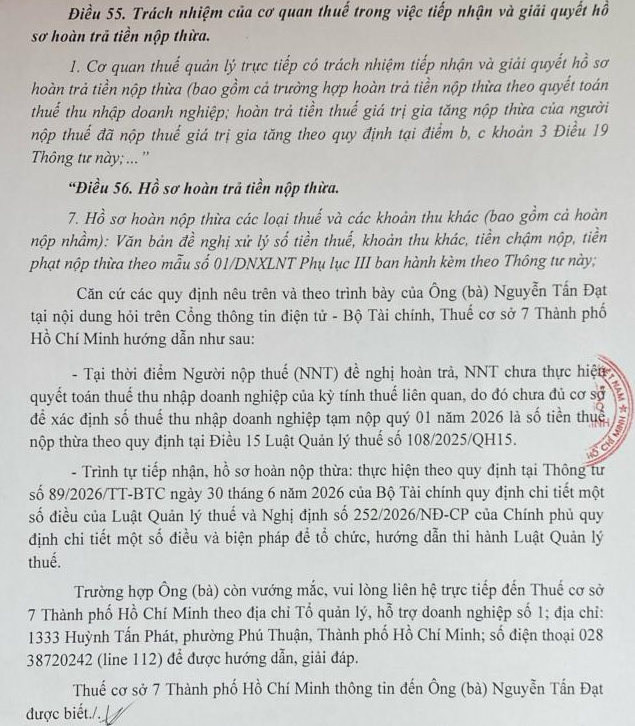 Điều 55. Trách nhiệm của cơ quan thuế trong việc tiếp nhận và giải quyết hồ
sơ hoàn trả tiền nộp thừa.
1. Cơ quan thuế quản lý trực tiếp có trách nhiệm tiếp nhận và giải quyết hồ sơ
hoàn trả tiền nộp thừa (bao gồm cả trường hợp hoàn trả tiền nộp thừa theo quyết toán
thuế thu nhập doanh nghiệp; hoàn trả tiền thuế giá trị gia tăng nộp thừa của người
nộp thuế đã nộp thuế giá trị gia tăng theo quy định tại điểm b, c khoản 3 Điều 19
Thông tư này;...”
“Điều 56. Hồ sơ hoàn trả tiền nộp thừa.
7. Hồ sơ hoàn nộp thừa các loại thuế và các khoản thu khác (bao gồm cả hoàn
nộp nhầm): Văn bản đề nghị xử lý số tiền thuế, khoản thu khác, tiền chậm nộp, tiền
phạt nộp thừa theo mẫu số 01/DNXLNT Phụ lục III ban hành kèm theo Thông tư này;
Căn cứ các quy định nêu trên và theo trình bày của Ông (bà) Nguyễn Tấn Đạt
tại nội dung hỏi trên Cổng thông tin điện tử - Bộ Tài chính, Thuế cơ sở 7 Thành phố
Hồ Chí Minh hướng dẫn như sau:
- Tại thời điểm Người nộp thuế (NNT) đề nghị hoàn trả, NNT chưa thực hiện
quyết toán thuế thu nhập doanh nghiệp của kỳ tính thuế liên quan, do đó chưa đủ cơ sở
để xác định số thuế thu nhập doanh nghiệp tạm nộp quý 01 năm 2026 là số tiền thuế
nộp thừa theo quy định tại Điều 15 Luật Quản lý thuế số 108/2025/QH15.
- Trình tự tiếp nhận, hồ sơ hoàn nộp thừa: thực hiện theo quy định tại Thông tư
số 89/2026/TT-BTC ngày 30 tháng 6 năm 2026 của Bộ Tài chính quy định chi tiết một
số điều của Luật Quản lý thuế và Nghị định số 252/2026/NĐ-CP của Chính phủ quy
định chi tiết một số điều và biện pháp để tổ chức, hướng dẫn thi hành Luật Quản lý
thuế.
Trường hợp Ông (bà) còn vướng mắc, vui lòng liên hệ trực tiếp đến Thuế cơ sở
7 Thành phố Hồ Chí Minh theo địa chỉ Tổ quản lý, hỗ trợ doanh nghiệp số 1; địa chỉ:
1333 Huỳnh Tấn Phát, phường Phú Thuận, Thành phố Hồ Chí Minh; số điện thoại 028
38720242 (line 112) để được hướng dẫn, giải đáp.
Thuế cơ sở 7 Thành phố Hồ Chí Minh thông tin đến Ông (bà) Nguyễn Tấn Đạt
được biết./.